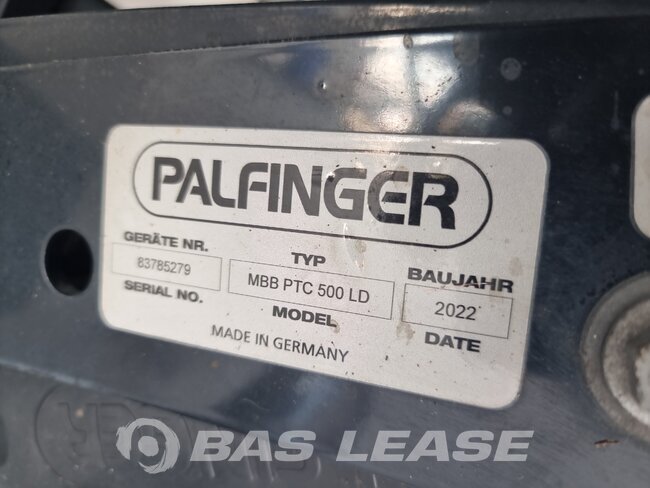 PALFINGER
GERÄTE NR. TYP BAUJAHR
83785279 MBB PTC 500 LD 2022
SERIAL NO. MODEL DATE
MADE IN GERMANY
BAS LEASE